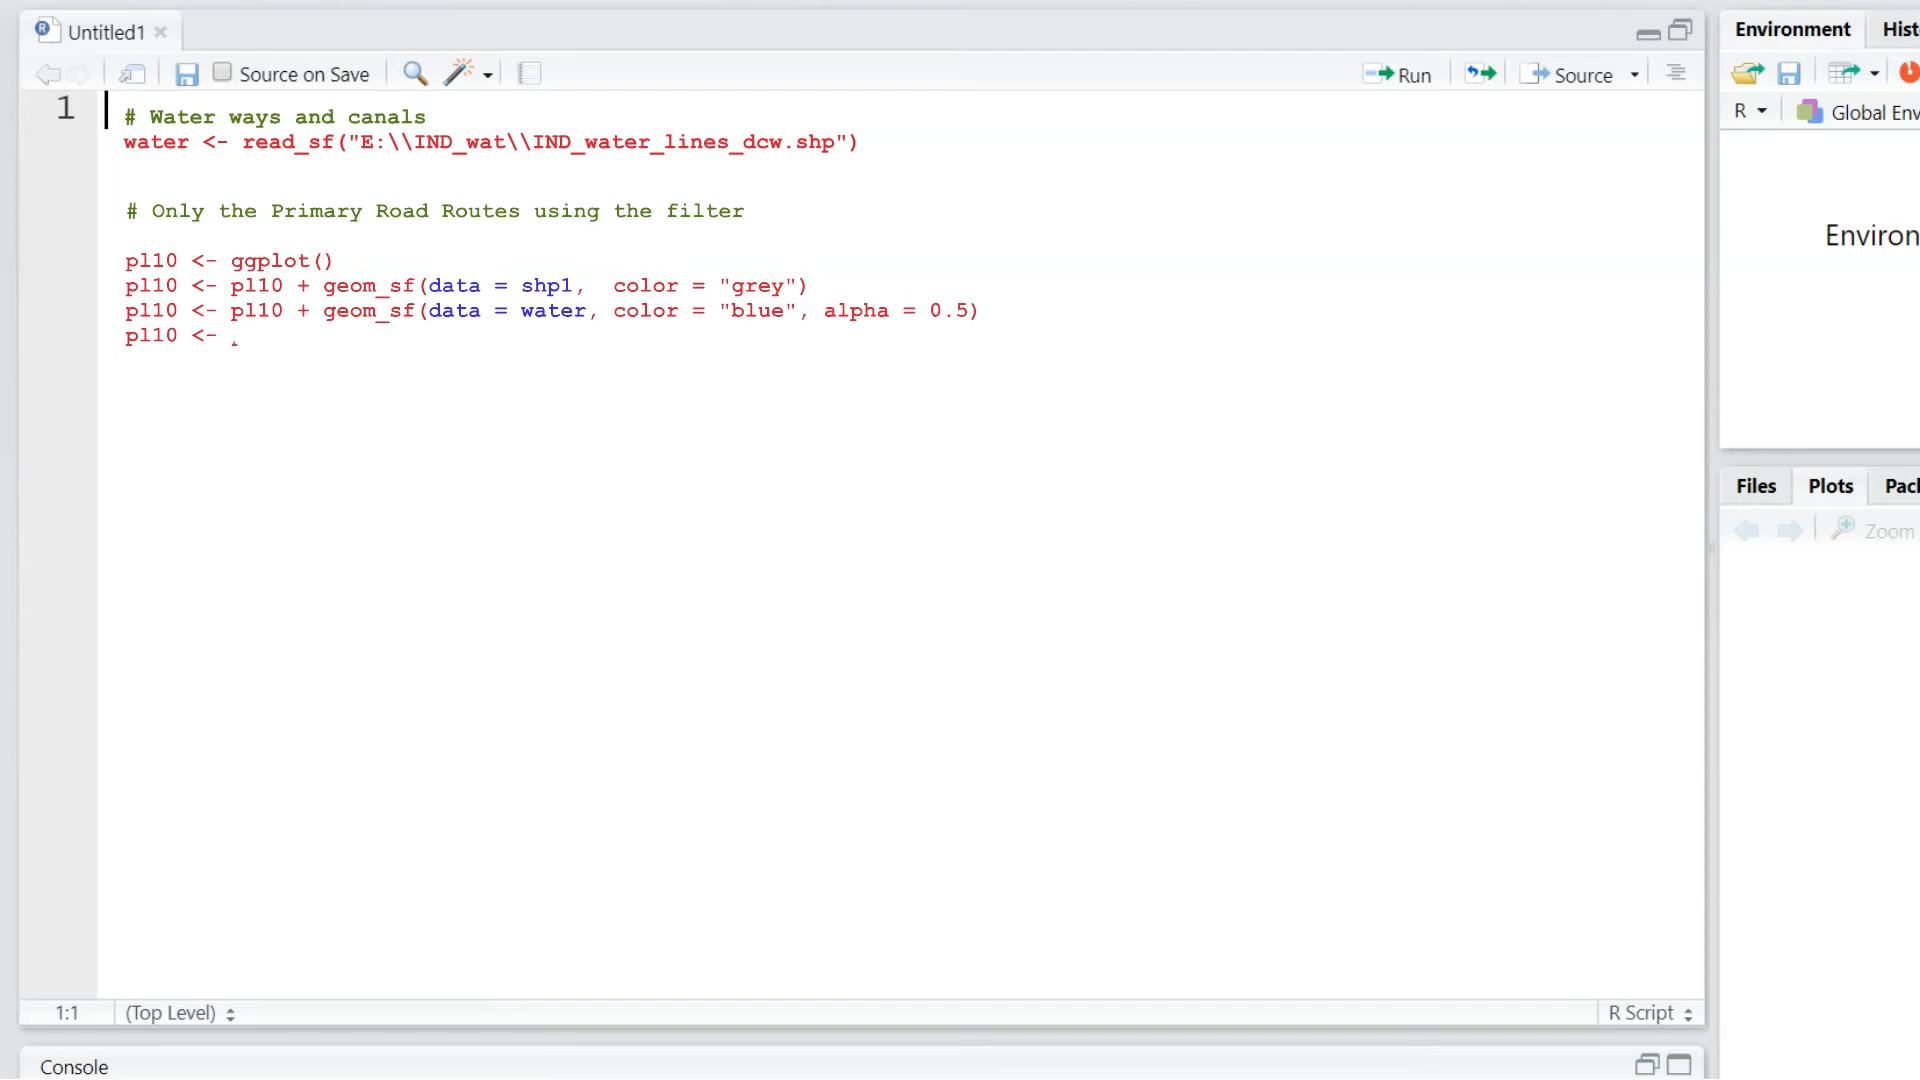 Untitled1
Environment
Source on Save
Run
Source
R
1
# Water ways and canals
water <- read_sf("E:\\IND_wat\\IND_water_lines_dcw.shp")
# Only the Primary Road Routes using the filter
pl10 <- ggplot()
pl10 <- pl10 + geom_sf(data = shp1,  color = "grey")
pl10 <- pl10 + geom_sf(data = water, color = "blue", alpha = 0.5)
pl10 <-
Files
Plots
Zoom
1:1
(Top Level)
R Script
Console
Global Env
Hist
Environ
Pack